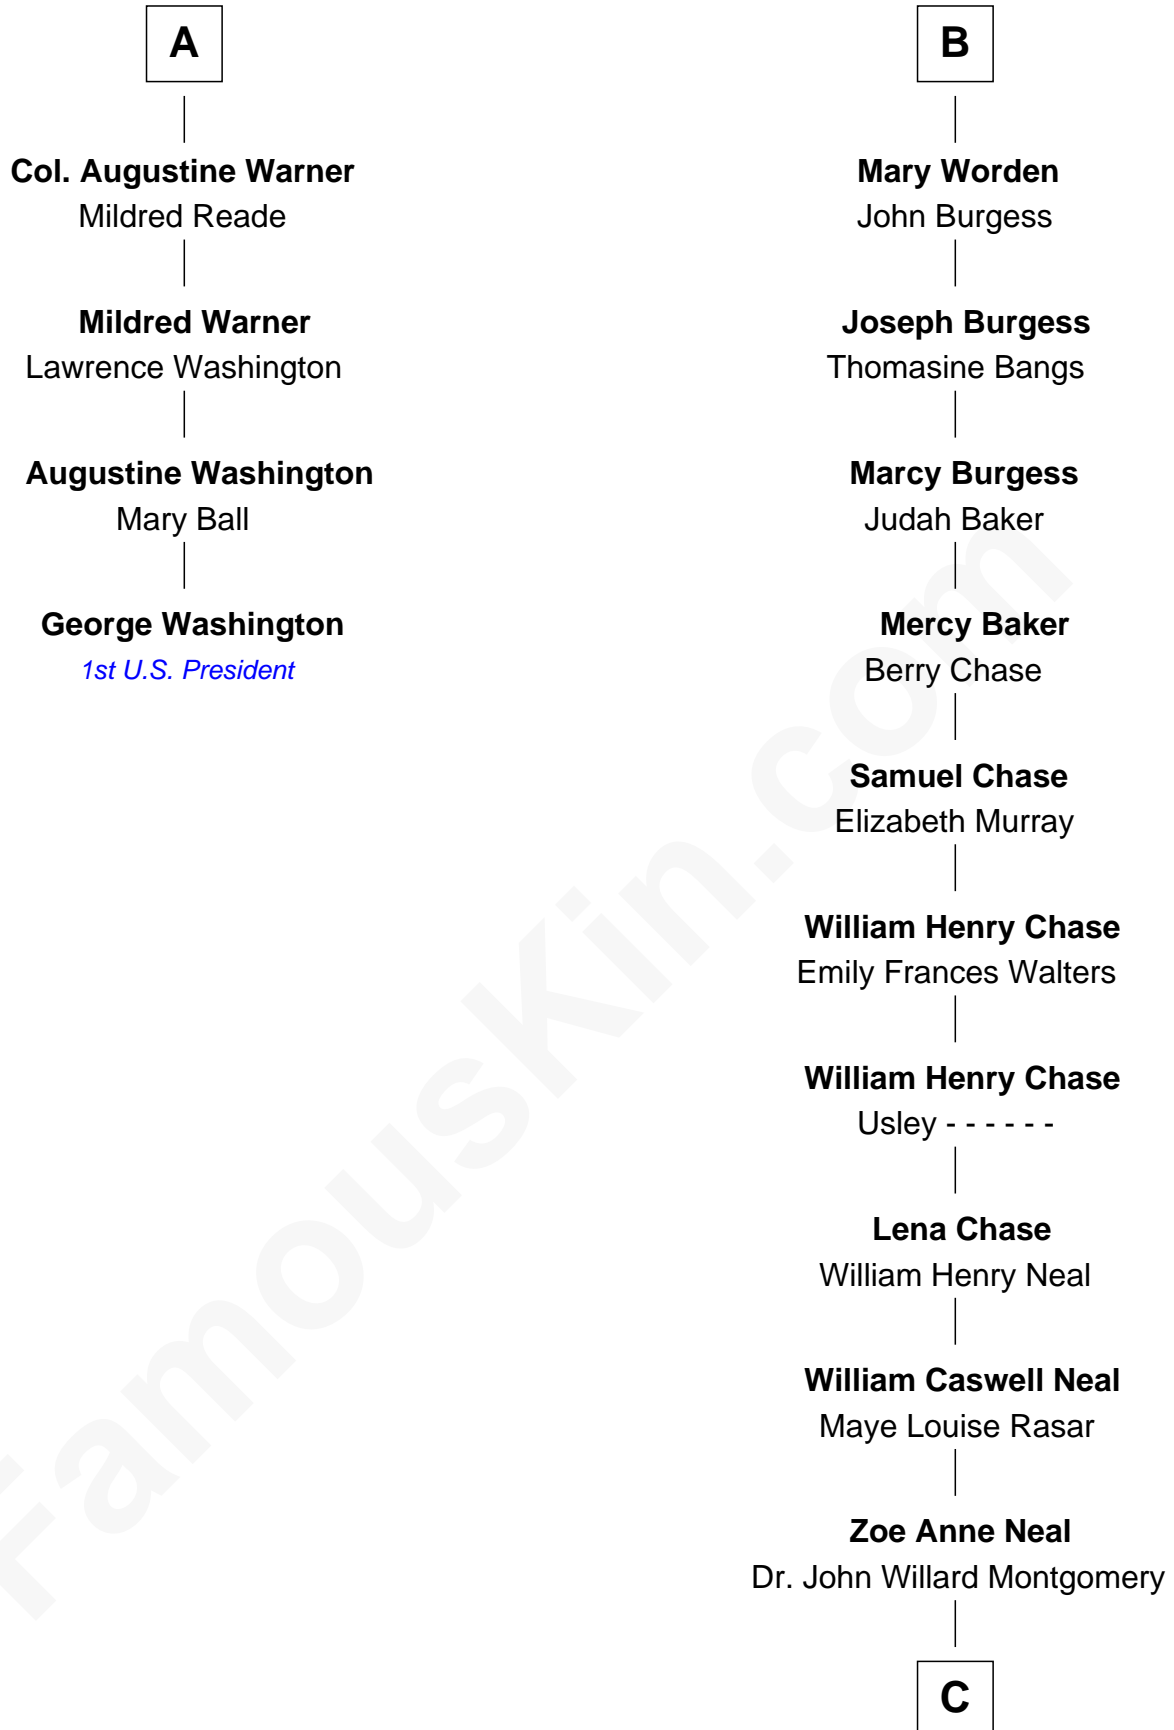 A
Col. Augustine Warner
Mildred Reade
Mildred Warner
Lawrence Washington
Augustine Washington
Mary Ball
George Washington
1st U.S. President
B
Mary Worden
John Burgess
Joseph Burgess
Thomasine Bangs
Marcy Burgess
Judah Baker
Mercy Baker
Berry Chase
Samuel Chase
Elizabeth Murray
William Henry Chase
Emily Frances Walters
William Henry Chase
Usley - - - - - -
Lena Chase
William Henry Neal
William Caswell Neal
Maye Louise Rasar
Zoe Anne Neal
Dr. John Willard Montgomery
C
FamousKin.com